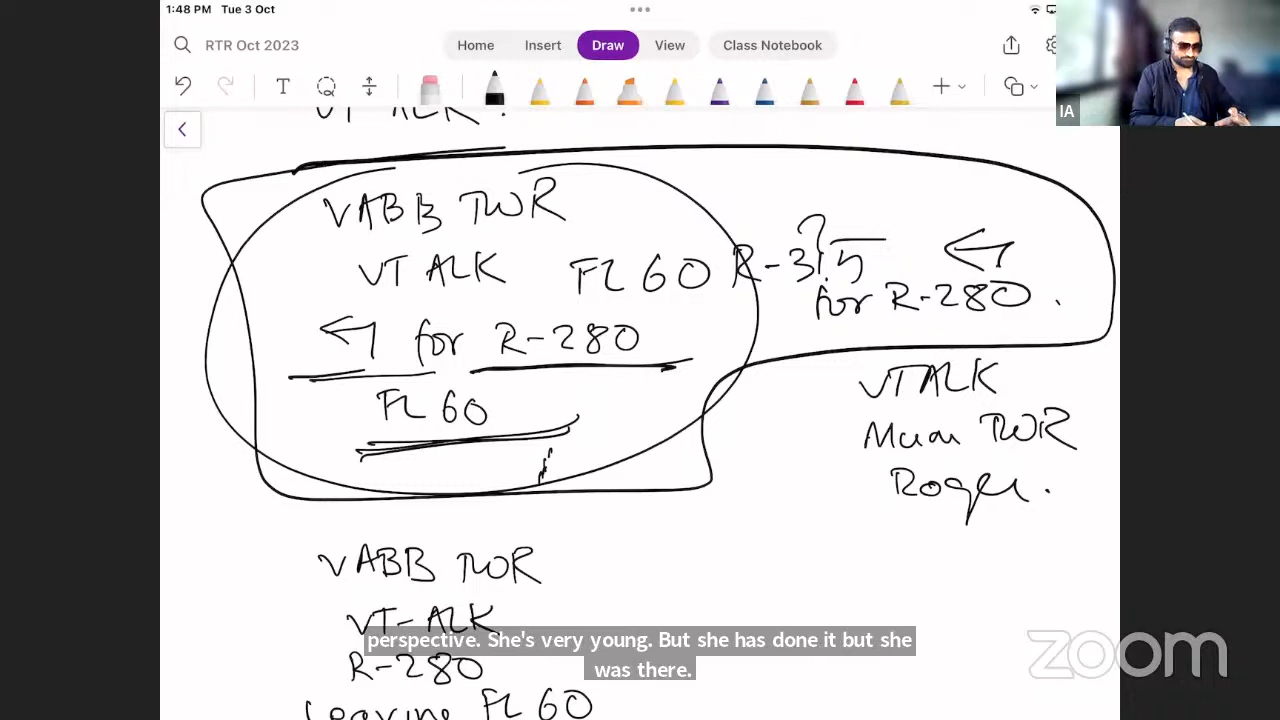 1:48 PM Tue 3 Oct
RTR Oct 2023
Home Insert Draw View Class Notebook
T
IA
VT ALK.
VABB TWR
VT ALK FL 60 R-315
for R-280.
for R-280
FL 60
VTALK
Mum TWR
Roger.
VABB TWR
VT-ALK
R-280
Leaving FL 60
perspective. She's very young. But she has done it but she
was there.
zoom